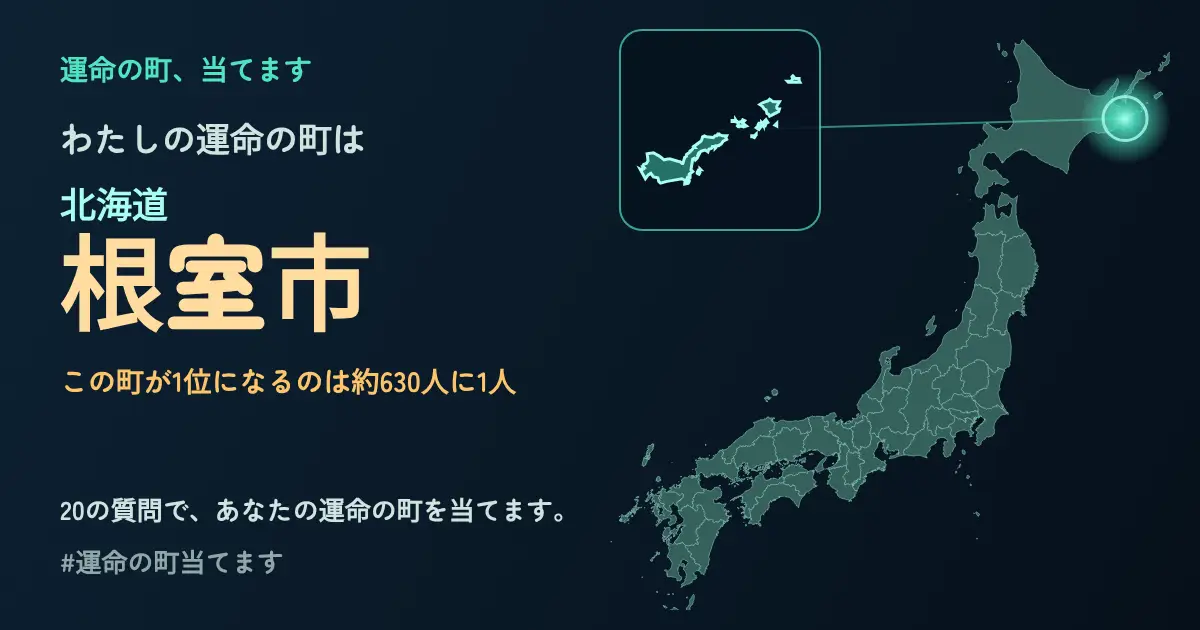 運命の町、当てます
わたしの運命の町は
北海道
根室市
この町が1位になるのは約630人に1人
20の質問で、あなたの運命の町を当てます。
#運命の町当てます